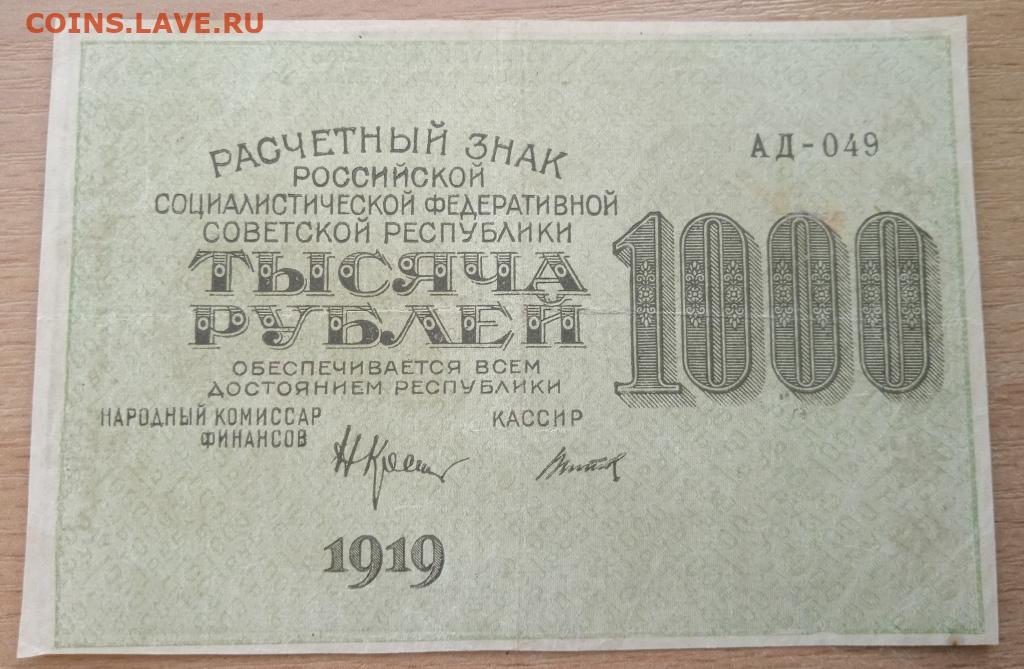 COINS.LAVE.RU
РАСЧЕТНЫЙ ЗНАК
РОССИЙСКОЙ
СОЦИАЛИСТИЧЕСКОЙ ФЕДЕРАТИВНОЙ
СОВЕТСКОЙ РЕСПУБЛИКИ
ТЫСЯЧА
РУБЛЕЙ
ОБЕСПЕЧИВАЕТСЯ ВСЕМ
ДОСТОЯНИЕМ РЕСПУБЛИКИ
НАРОДНЫЙ КОМИССАР
ФИНАНСОВ
КАССИР
1919
АД-049
1000